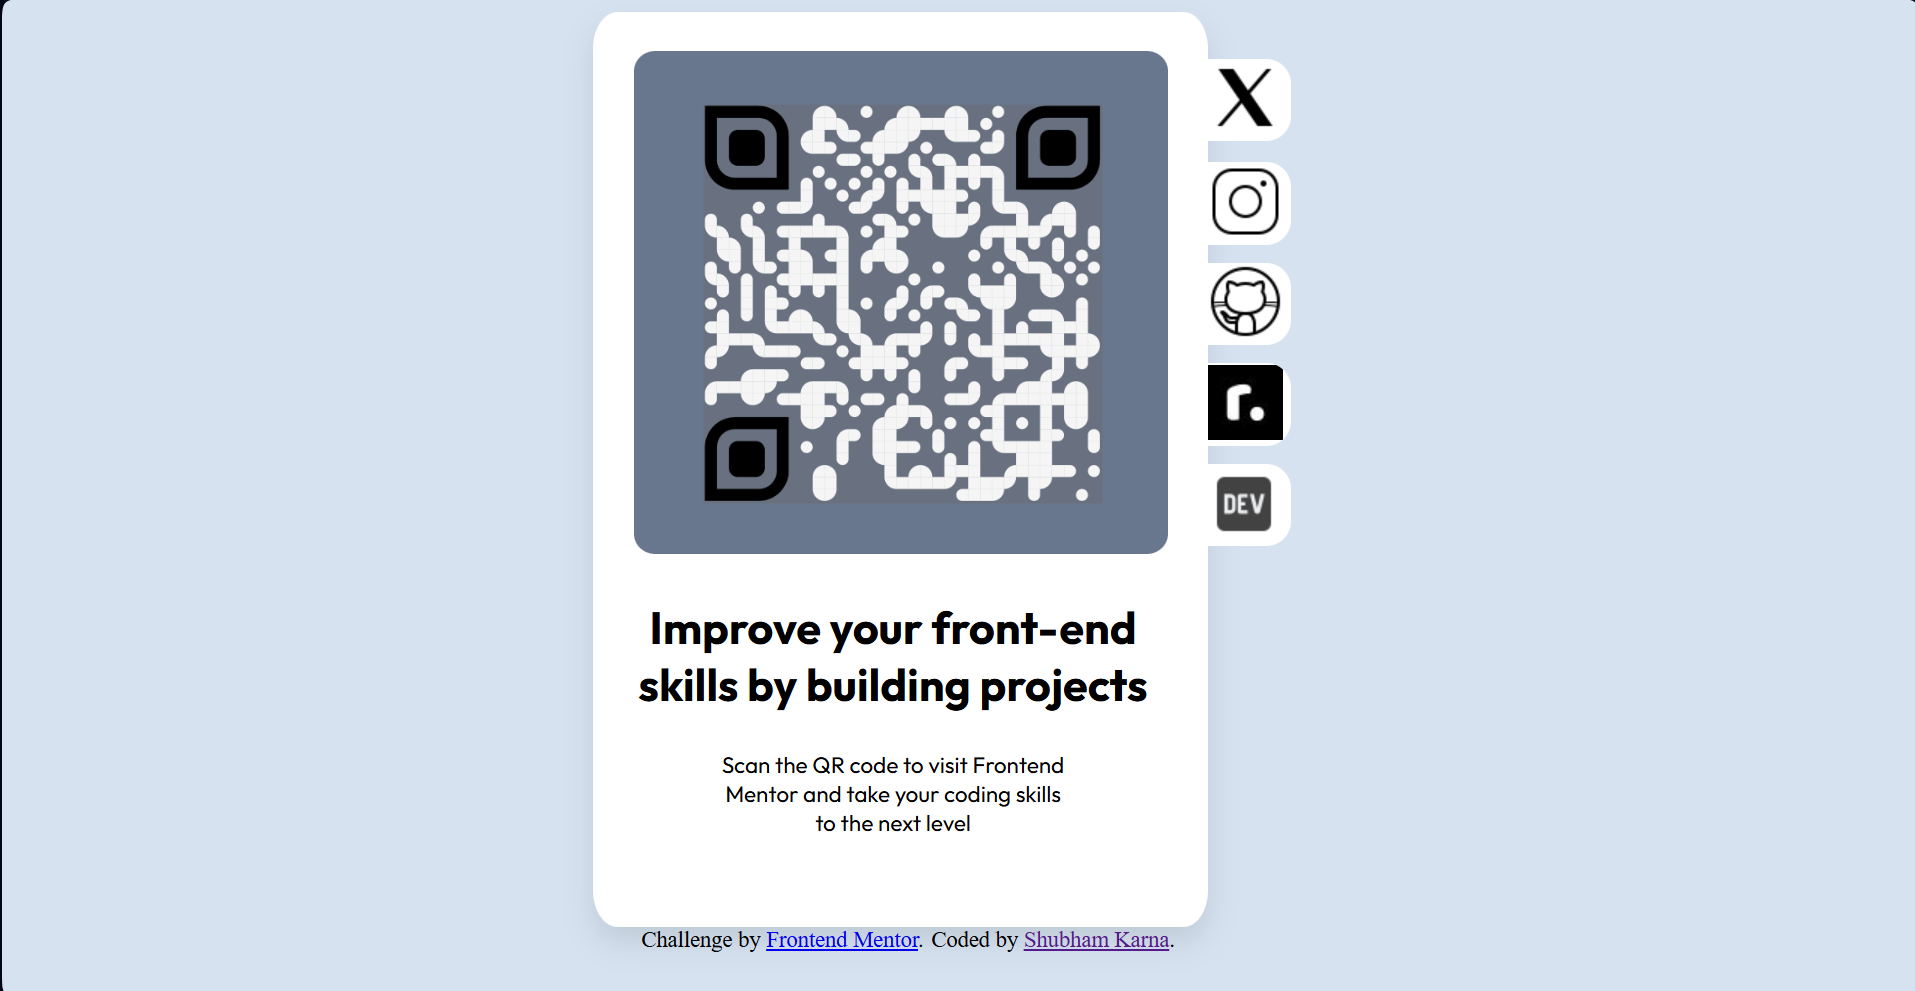 X
r.
DEV
Improve your front-end
skills by building projects
Scan the QR code to visit Frontend
Mentor and take your coding skills
to the next level
Challenge by Frontend Mentor. Coded by Shubham Karna.